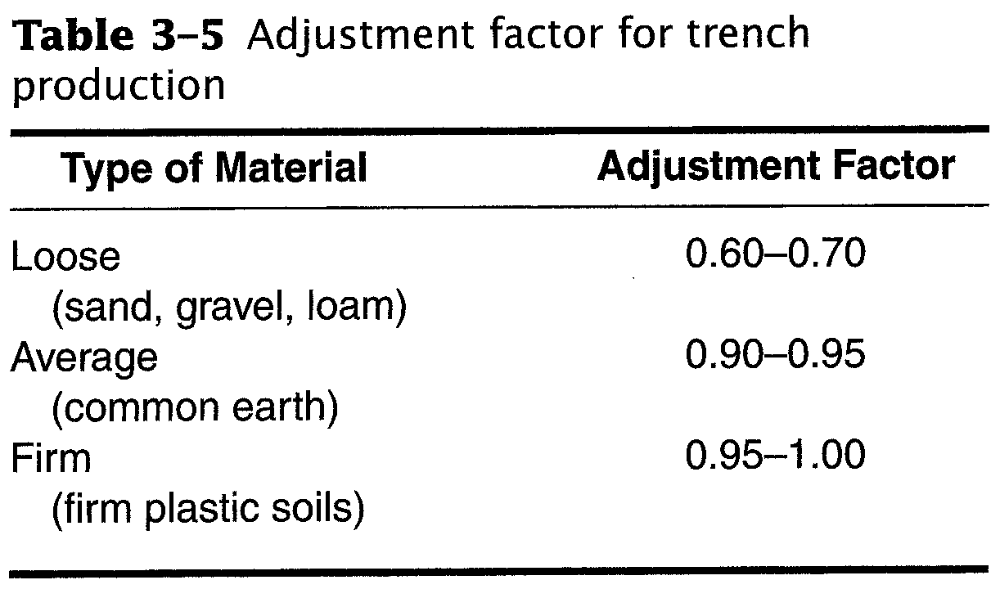 Table 3–5 Adjustment factor for trench
production
Type of Material Adjustment Factor
Loose 0.60–0.70
(sand, gravel, loam)
Average 0.90–0.95
(common earth)
Firm 0.95–1.00
(firm plastic soils)